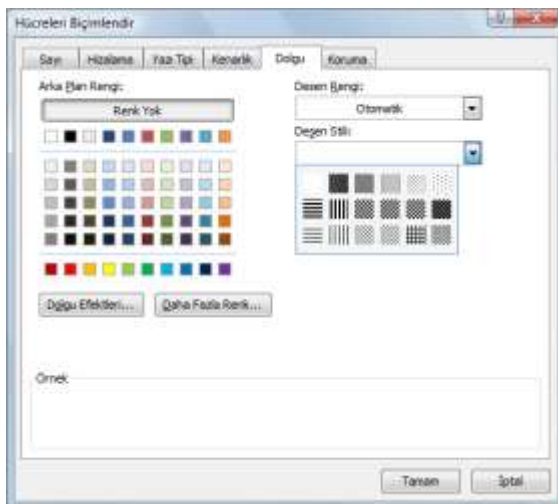 Hücreleri Biçimlendir
Sayı Hizalama Yazı Tipi Kenarlık Dolgu Koruma
Arka Plan Rengi:
Desen Rengi:
Renk Yok
Otomatik
Desen Stili:
Dolgu Efektleri...
Daha Fazla Renk...
Örnek
Tamam
İptal